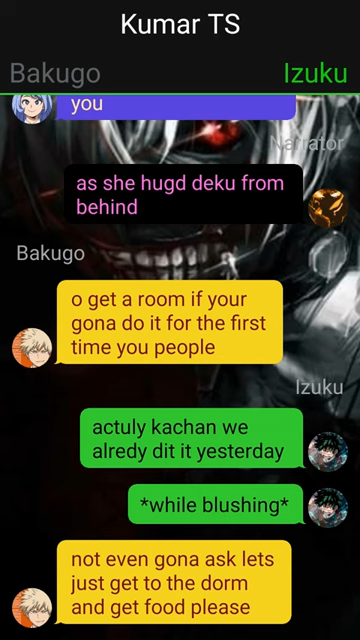 Kumar TS
Bakugo
Izuku
you
Narrator
as she hugd deku from
behind
Bakugo
o get a room if your
gona do it for the first
time you people
Izuku
actuly kachan we
alredy dit it yesterday
*while blushing*
not even gona ask lets
just get to the dorm
and get food please